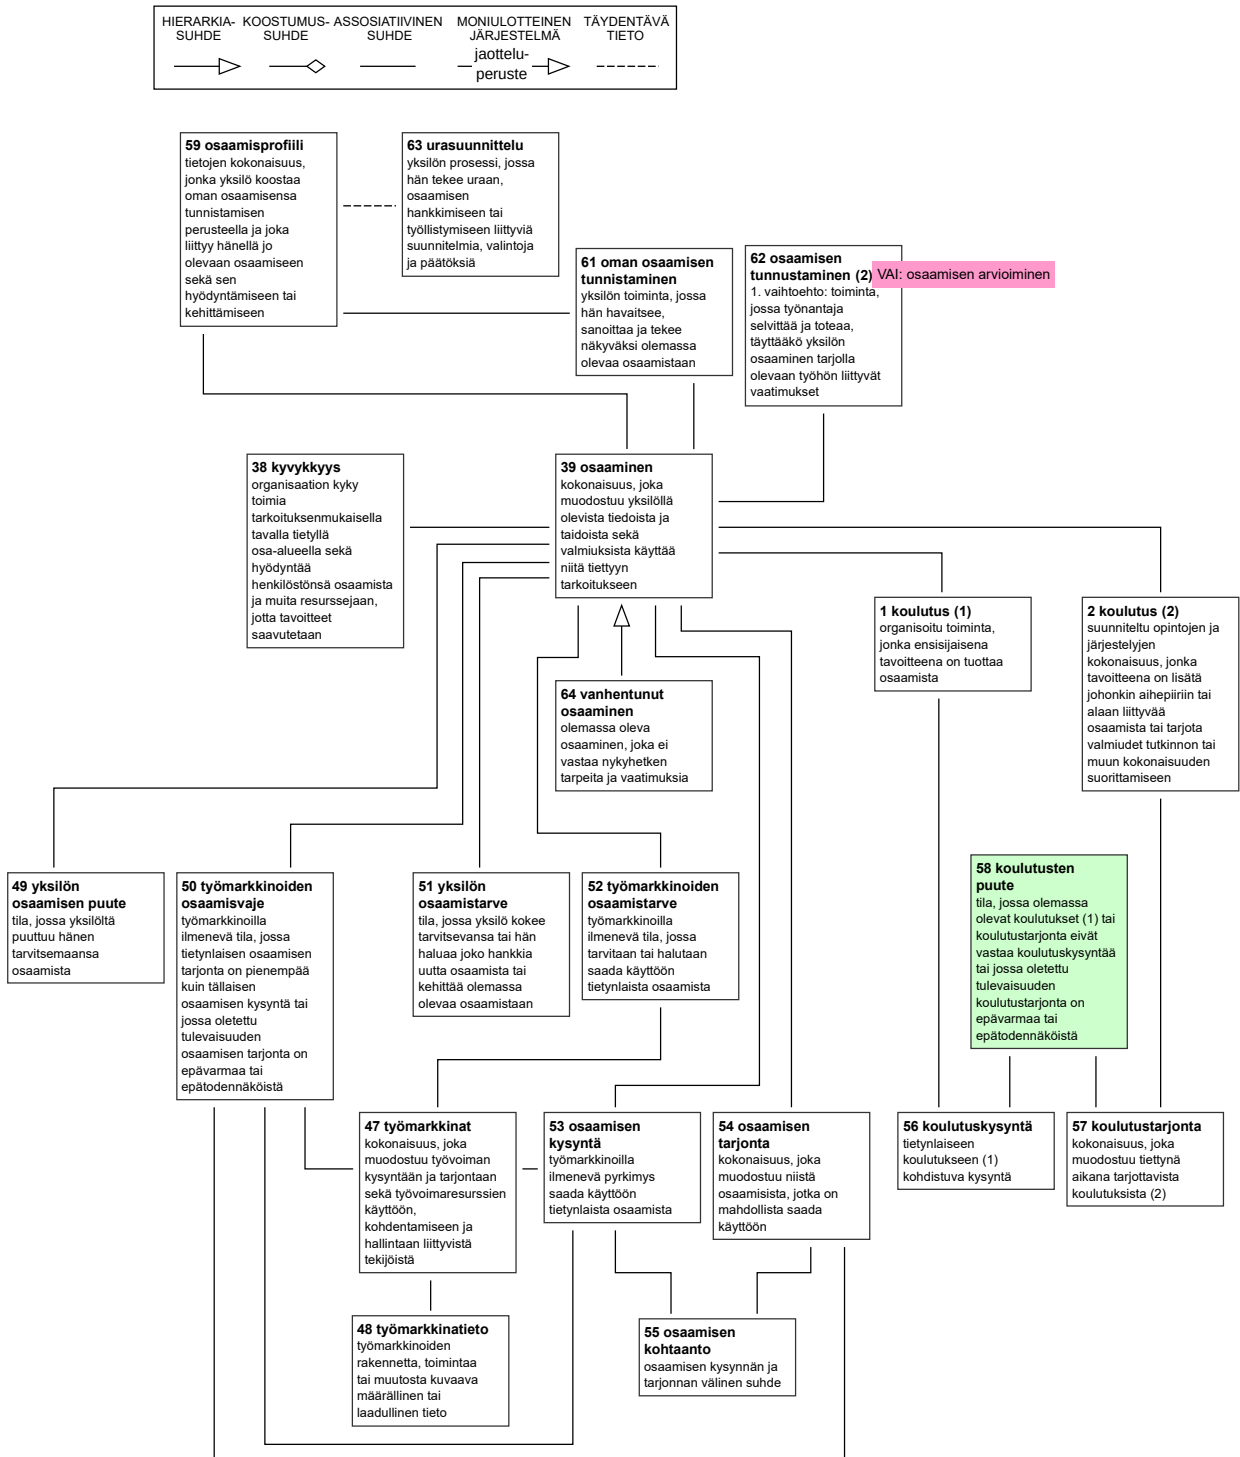 HIERARKIA-
SUHDE
KOOSTUMUS-
SUHDE
ASSOSIATIIVINEN
SUHDE
MONIULOTTEINEN
JÄRJESTELMÄ
jaottelu-
peruste
TÄYDENTÄVÄ
TIETO
59 osaamisprofiili
tietojen kokonaisuus,
jonka yksilö koostaa
oman osaamisensa
tunnistamisen
perusteella ja joka
liittyy hänellä jo
olevaan osaamiseen
sekä sen
hyödyntämiseen tai
kehittämiseen
63 urasuunnittelu
yksilön prosessi, jossa
hän tekee uraan,
osaamisen
hankkimiseen tai
työllistymiseen liittyviä
suunnitelmia, valintoja
ja päätöksiä
61 oman osaamisen
tunnistaminen
yksilön toiminta, jossa
hän havaitsee,
sanoittaa ja tekee
näkyväksi olemassa
olevaa osaamistaan
62 osaamisen
tunnustaminen (2)
1. vaihtoehto: toiminta,
jossa työnantaja
selvittää ja toteaa,
täyttääkö yksilön
osaaminen tarjolla
olevaan työhön liittyvät
vaatimukset
VAI: osaamisen arvioiminen
38 kyvykkyys
organisaation kyky
toimia
tarkoituksenmukaisella
tavalla tietyllä
osa-alueella sekä
hyödyntää
henkilöstönsä osaamista
ja muita resurssejaan,
jotta tavoitteet
saavutetaan
39 osaaminen
kokonaisuus, joka
muodostuu yksilöllä
olevista tiedoista ja
taidoista sekä
valmiuksista käyttää
niitä tiettyyn
tarkoitukseen
1 koulutus (1)
organisoitu toiminta,
jonka ensisijaisena
tavoitteena on tuottaa
osaamista
2 koulutus (2)
suunniteltu opintojen ja
järjestelyjen
kokonaisuus, jonka
tavoitteena on lisätä
johonkin aihepiiriin tai
alaan liittyvää
osaamista tai tarjota
valmiudet tutkinnon tai
muun kokonaisuuden
suorittamiseen
64 vanhentunut
osaaminen
olemassa oleva
osaaminen, joka ei
vastaa nykyhetken
tarpeita ja vaatimuksia
49 yksilön
osaamisen puute
tila, jossa yksilöltä
puuttuu hänen
tarvitsemaansa
osaamista
50 työmarkkinoiden
osaamisvaje
työmarkkinoilla
ilmenevä tila, jossa
tietynlaisen osaamisen
tarjonta on pienempää
kuin tällaisen
osaamisen kysyntä tai
jossa oletettu
tulevaisuuden
osaamisen tarjonta on
epävarmaa tai
epätodennäköistä
51 yksilön
osaamistarve
tila, jossa yksilö kokee
tarvitsevansa tai hän
haluaa joko hankkia
uutta osaamista tai
kehittää olemassa
olevaa osaamistaan
52 työmarkkinoiden
osaamistarve
työmarkkinoilla
ilmenevä tila, jossa
tarvitaan tai halutaan
saada käyttöön
tietynlaista osaamista
58 koulutusten
puute
tila, jossa olemassa
olevat koulutukset (1) tai
koulutustarjonta eivät
vastaa koulutuskysyntää
tai jossa oletettu
tulevaisuuden
koulutustarjonta on
epävarmaa tai
epätodennäköistä
47 työmarkkinat
kokonaisuus, joka
muodostuu työvoiman
kysyntään ja tarjontaan
sekä työvoimaresurssien
käyttöön,
kohdentamiseen ja
hallintaan liittyvistä
tekijöistä
53 osaamisen
kysyntä
työmarkkinoilla
ilmenevä pyrkimys
saada käyttöön
tietynlaista osaamista
54 osaamisen
tarjonta
kokonaisuus, joka
muodostuu niistä
osaamisista, jotka on
mahdollista saada
käyttöön
56 koulutuskysyntä
tietynlaiseen
koulutukseen (1)
kohdistuva kysyntä
57 koulutustarjonta
kokonaisuus, joka
muodostuu tiettynä
aikana tarjottavista
koulutuksista (2)
48 työmarkkinatieto
työmarkkinoiden
rakennetta, toimintaa
tai muutosta kuvaava
määrällinen tai
laadullinen tieto
55 osaamisen
kohtaanto
osaamisen kysynnän ja
tarjonnan välinen suhde